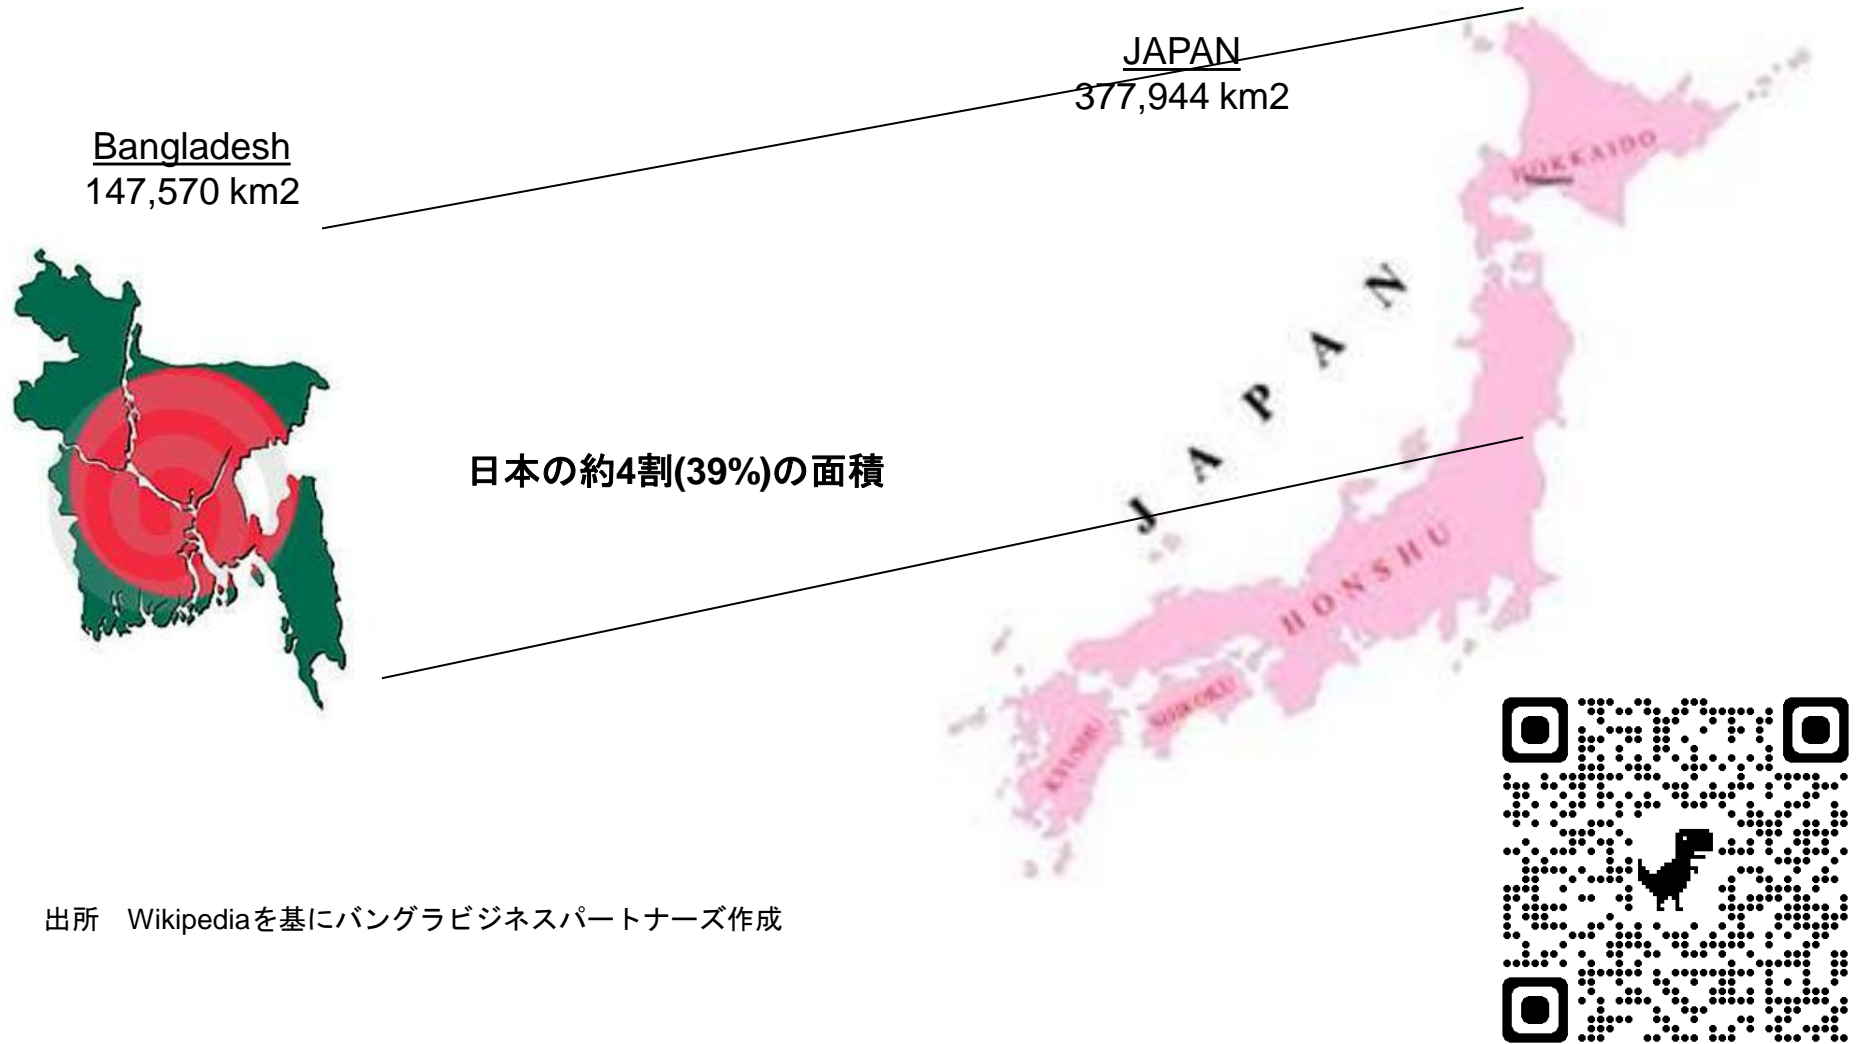 JAPAN
377,944 km2
Bangladesh
147,570 km2
HOKKAIDO
JAPAN
日本の約4割(39%)の面積
HONSHU
SHIKOKU
KYUSHU
出所　Wikipediaを基にバングラビジネスパートナーズ作成